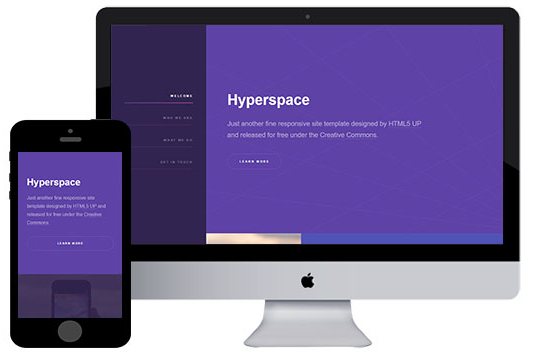 WELCOME
WHO WE ARE
WHAT WE DO
GET IN TOUCH
Hyperspace
Just another fine responsive site template designed by HTML5 UP
and released for free under the Creative Commons.
LEARN MORE
Hyperspace
Just another fine responsive site
template designed by HTML5 UP and
released for free under the Creative
Commons.
LEARN MORE